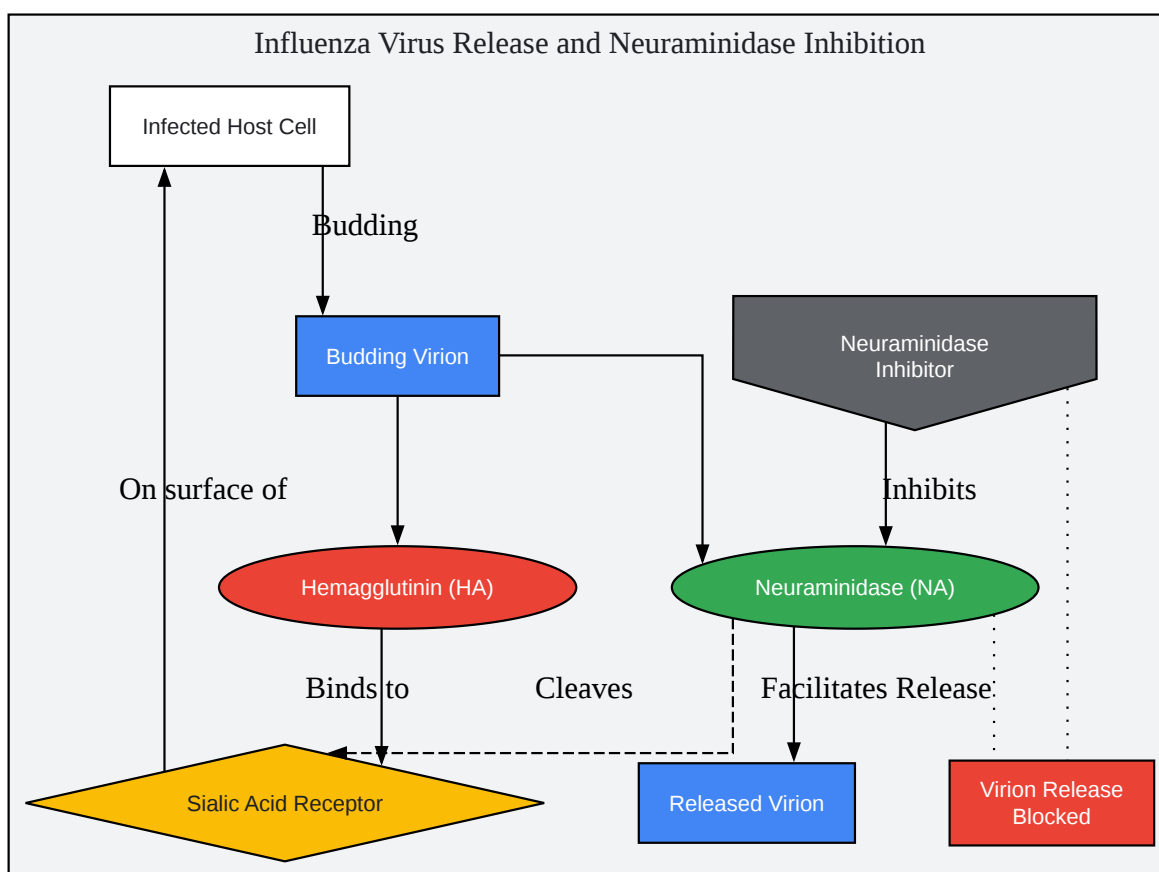 Influenza Virus Release and Neuraminidase Inhibition
Infected Host Cell
Budding
Budding Virion
Neuraminidase
Inhibitor
On surface of
Inhibits
Hemagglutinin (HA)
Neuraminidase (NA)
Binds to
Cleaves
Facilitates Release
Sialic Acid Receptor
Released Virion
Virion Release
Blocked